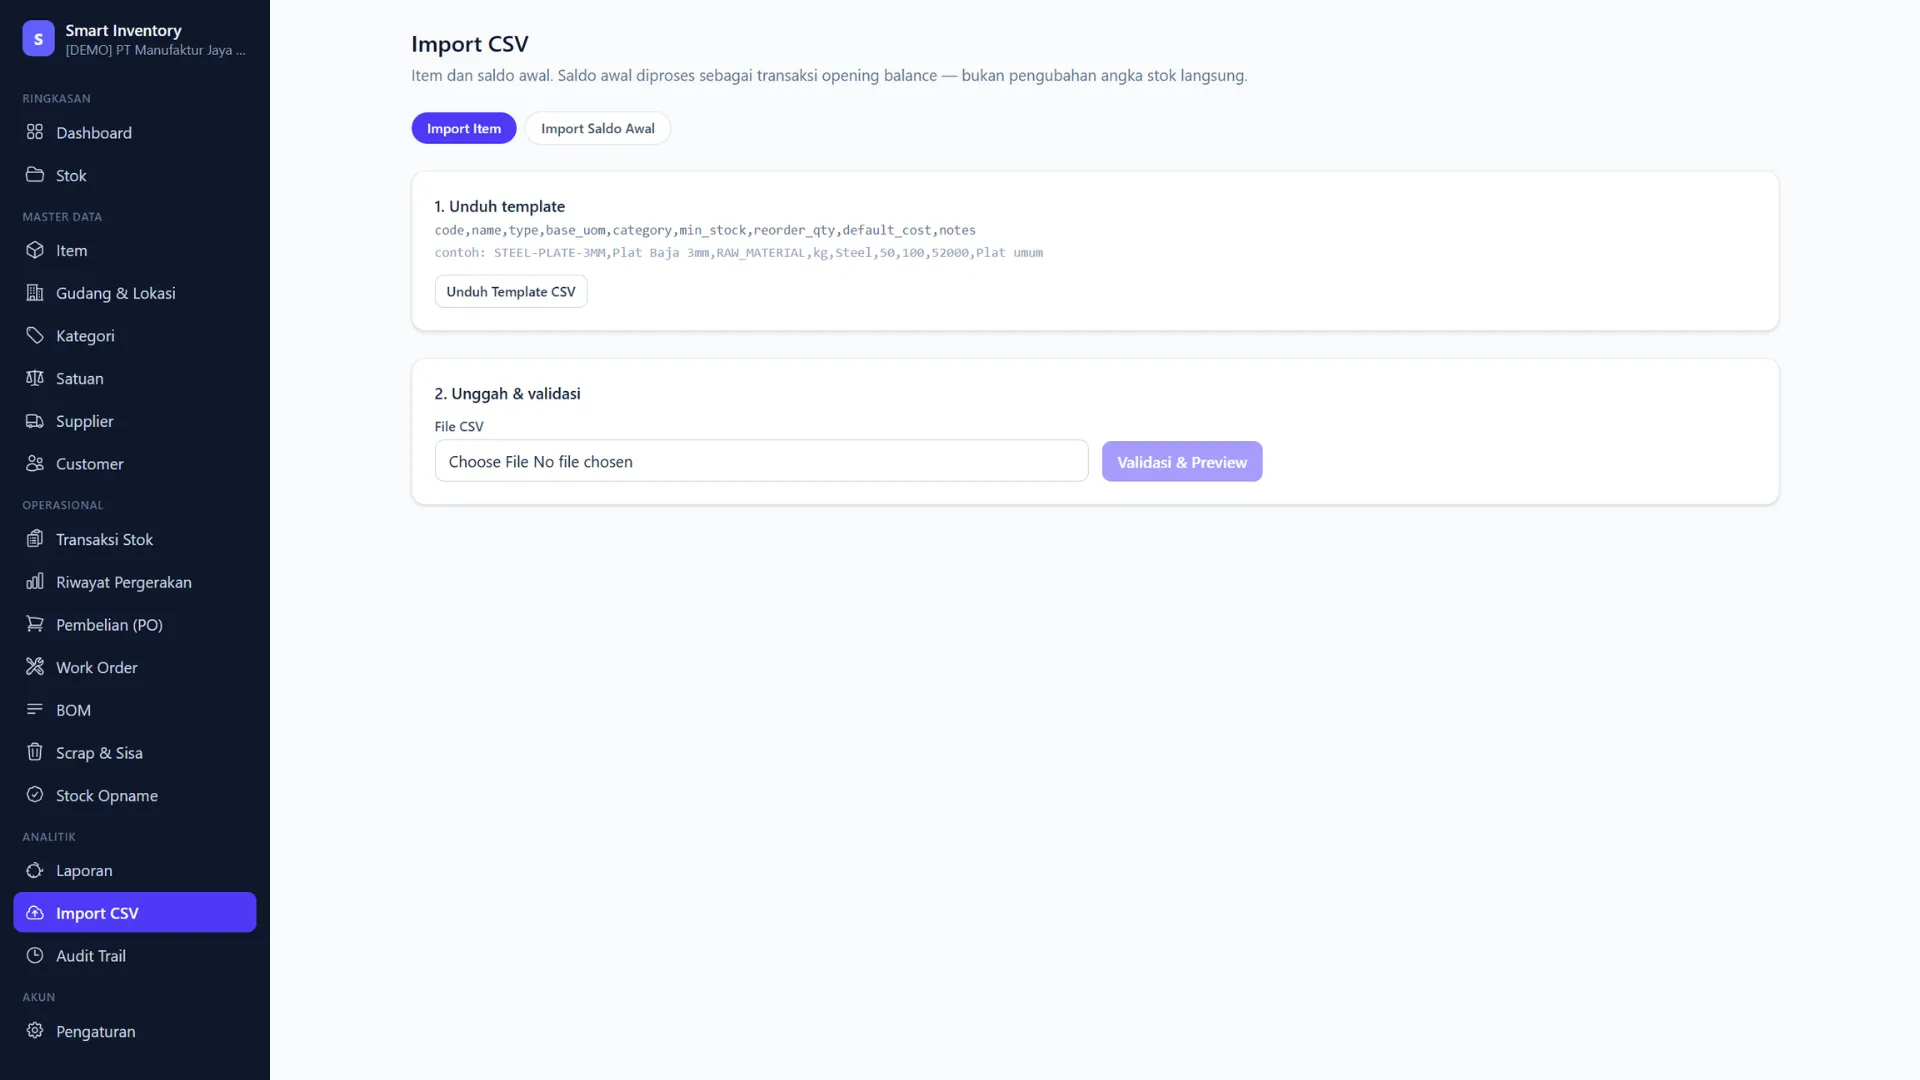 S
Smart Inventory
[DEMO] PT Manufaktur Jaya ...
RINGKASAN
Dashboard
Stok
MASTER DATA
Item
Gudang & Lokasi
Kategori
Satuan
Supplier
Customer
OPERASIONAL
Transaksi Stok
Riwayat Pergerakan
Pembelian (PO)
Work Order
BOM
Scrap & Sisa
Stock Opname
ANALITIK
Laporan
Import CSV
Audit Trail
AKUN
Pengaturan
Import CSV
Item dan saldo awal. Saldo awal diproses sebagai transaksi opening balance — bukan pengubahan angka stok langsung.
Import Item
Import Saldo Awal
1. Unduh template
code,name,type,base_uom,category,min_stock,reorder_qty,default_cost,notes
contoh: STEEL-PLATE-3MM,Plat Baja 3mm,RAW_MATERIAL,kg,Steel,50,100,52000,Plat umum
Unduh Template CSV
2. Unggah & validasi
File CSV
Choose File No file chosen
Validasi & Preview